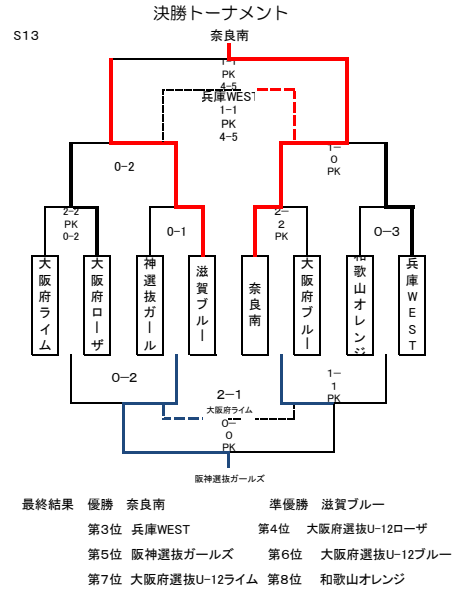 決勝トーナメント
S13
奈良南
1-1
PK
4-5
兵庫WEST
1-1
PK
4-5
0-2
1-
0
PK
2-2
PK
0-2
0-1
2-
2
PK
0-3
大阪府ライム
大阪府ローザ
神選抜ガール
滋賀ブルー
奈良南
大阪府ブルー
和歌山オレンジ
兵庫WEST
0-2
1-
1
PK
2-1
大阪府ライム
0-
0
PK
阪神選抜ガールズ
最終結果 優勝 奈良南 準優勝 滋賀ブルー
第3位 兵庫WEST 第4位 大阪府選抜U-12ローザ
第5位 阪神選抜ガールズ 第6位 大阪府選抜U-12ブルー
第7位 大阪府選抜U-12ライム 第8位 和歌山オレンジ